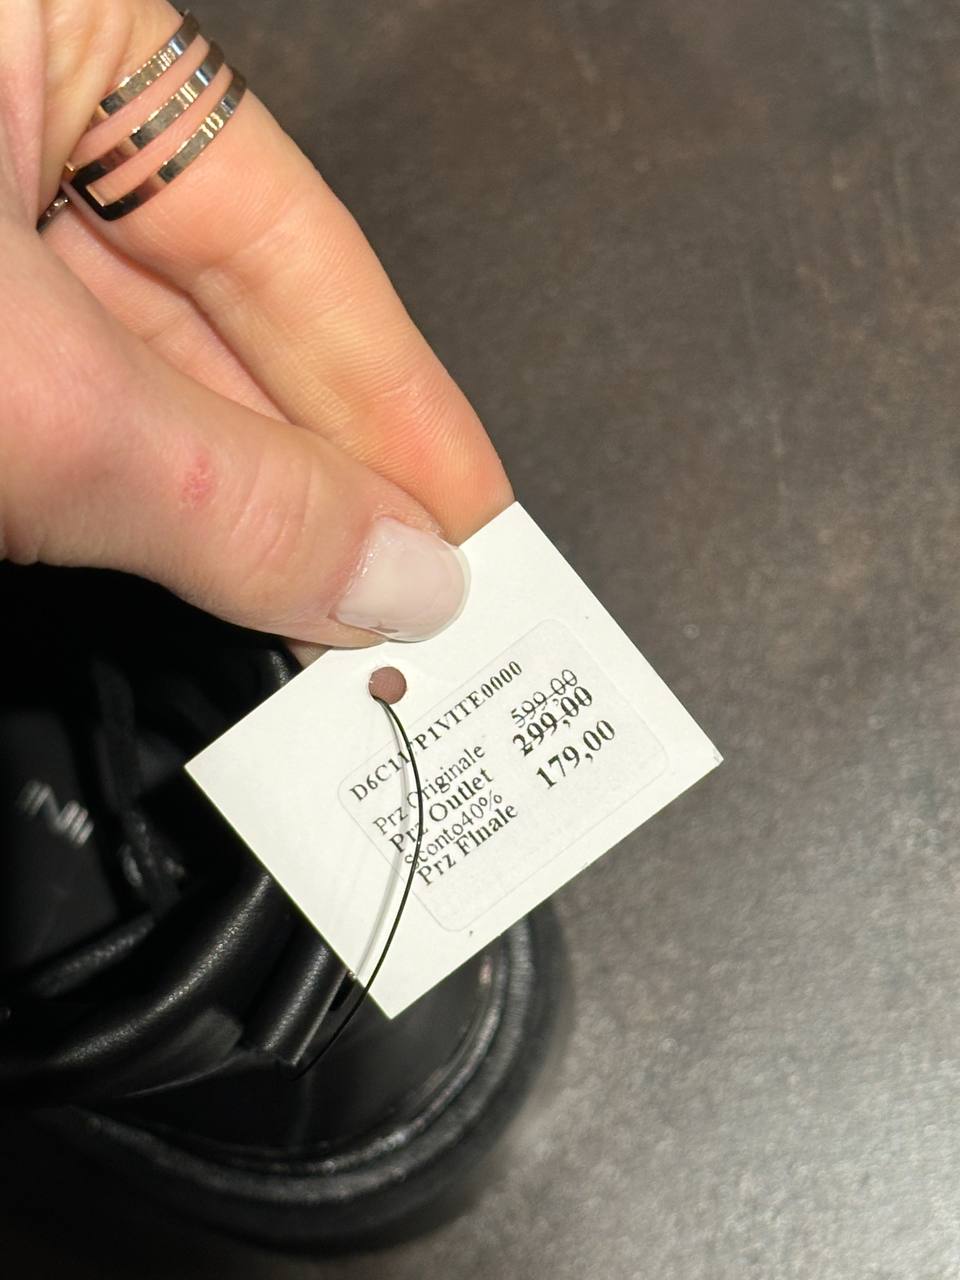 Prz Originale 599,00
Prz Outlet 299,00
Sconto40%
Prz Finale 179,00